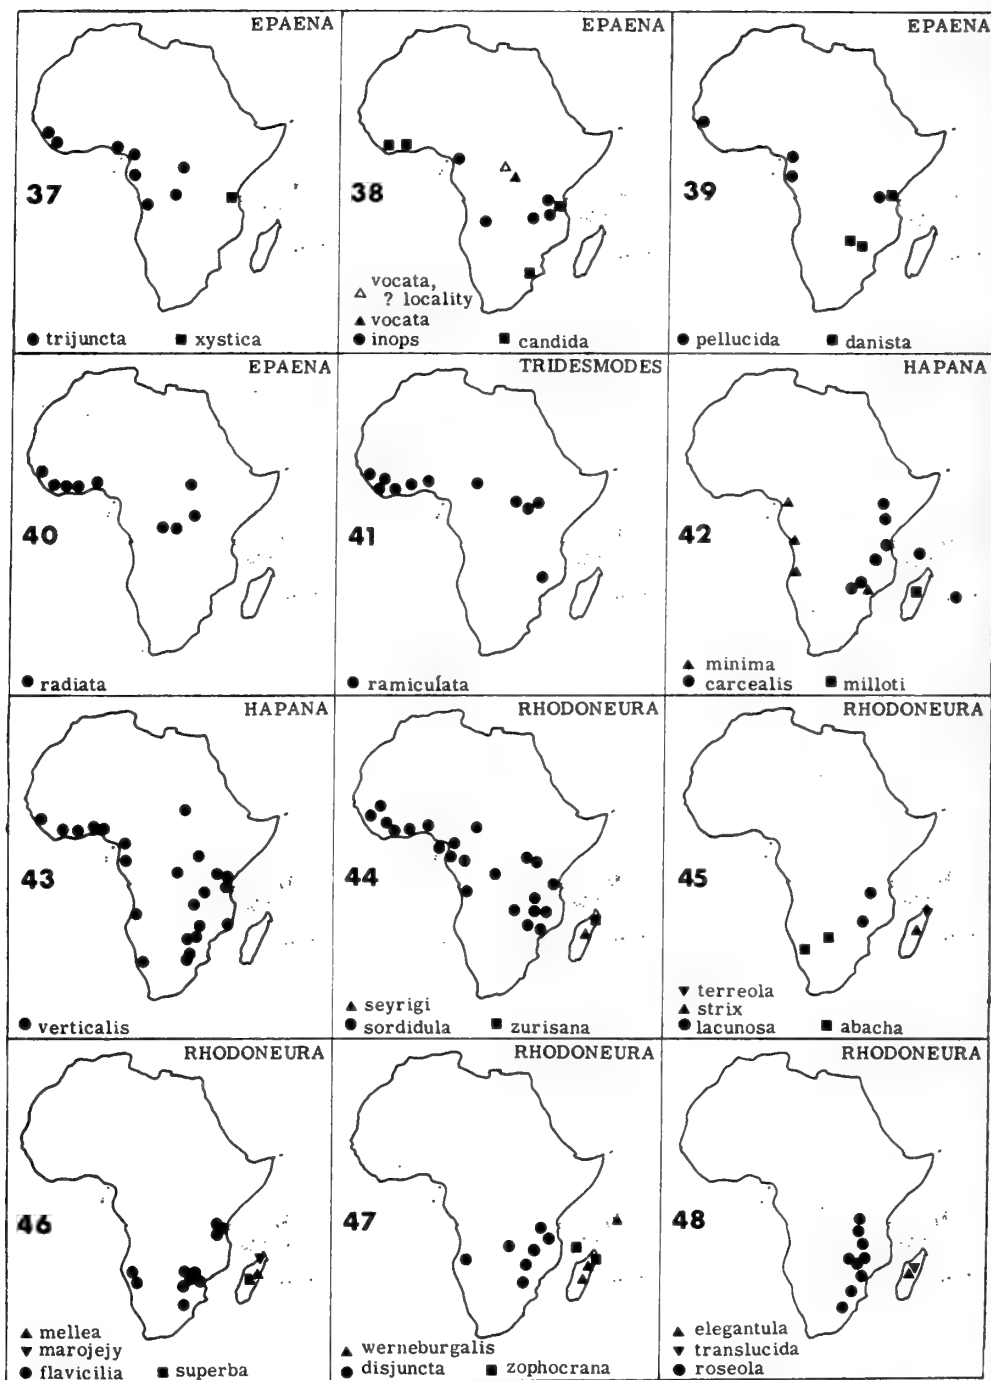 EPAENA
37
trijuncta xystica
EPAENA
38
vocata,
? locality
vocata
inops candida
EPAENA
39
pellucida danista
EPAENA
40
radiata
TRIDESMODES
41
ramiculata
HAPANA
42
minima
carcealis milloti
HAPANA
43
verticalis
RHODONEURA
44
seyrigi
sordidula zurisana
RHODONEURA
45
terreola
strix
lacunosa abacha
RHODONEURA
46
mellea
marojejy
flavicilia superba
RHODONEURA
47
werneburgalis
disjuncta zophocrana
RHODONEURA
48
elegantula
translucida
roseola